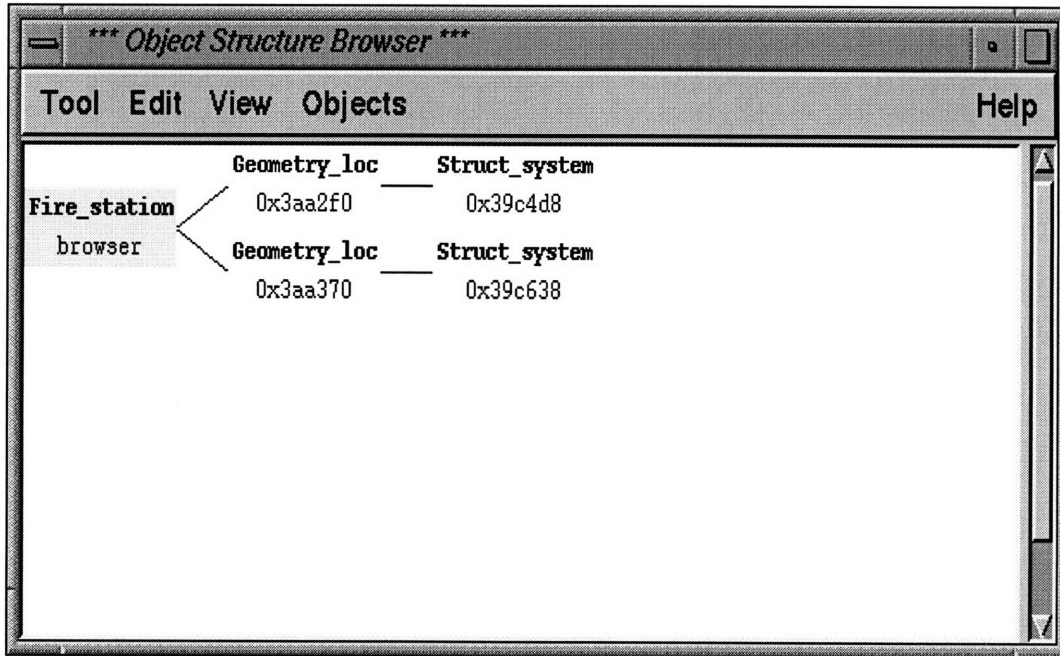 *** Object Structure Browser ***
Tool Edit View Objects Help
Geometry_loc Struct_system
0x3aa2f0 0x39c4d8
Fire_station
browser
Geometry_loc Struct_system
0x3aa370 0x39c638